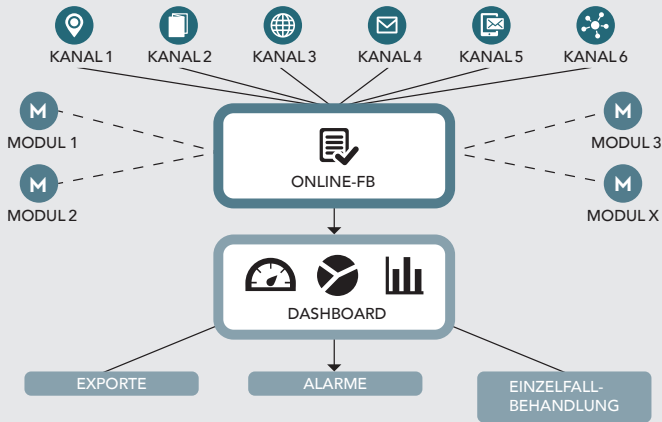 KANAL 1
KANAL 2
KANAL 3
KANAL 4
KANAL 5
KANAL 6
M
MODUL 1
M
MODUL 3
ONLINE-FB
M
MODUL 2
M
MODUL X
DASHBOARD
EXPORTE
ALARME
EINZELFALL-
BEHANDLUNG